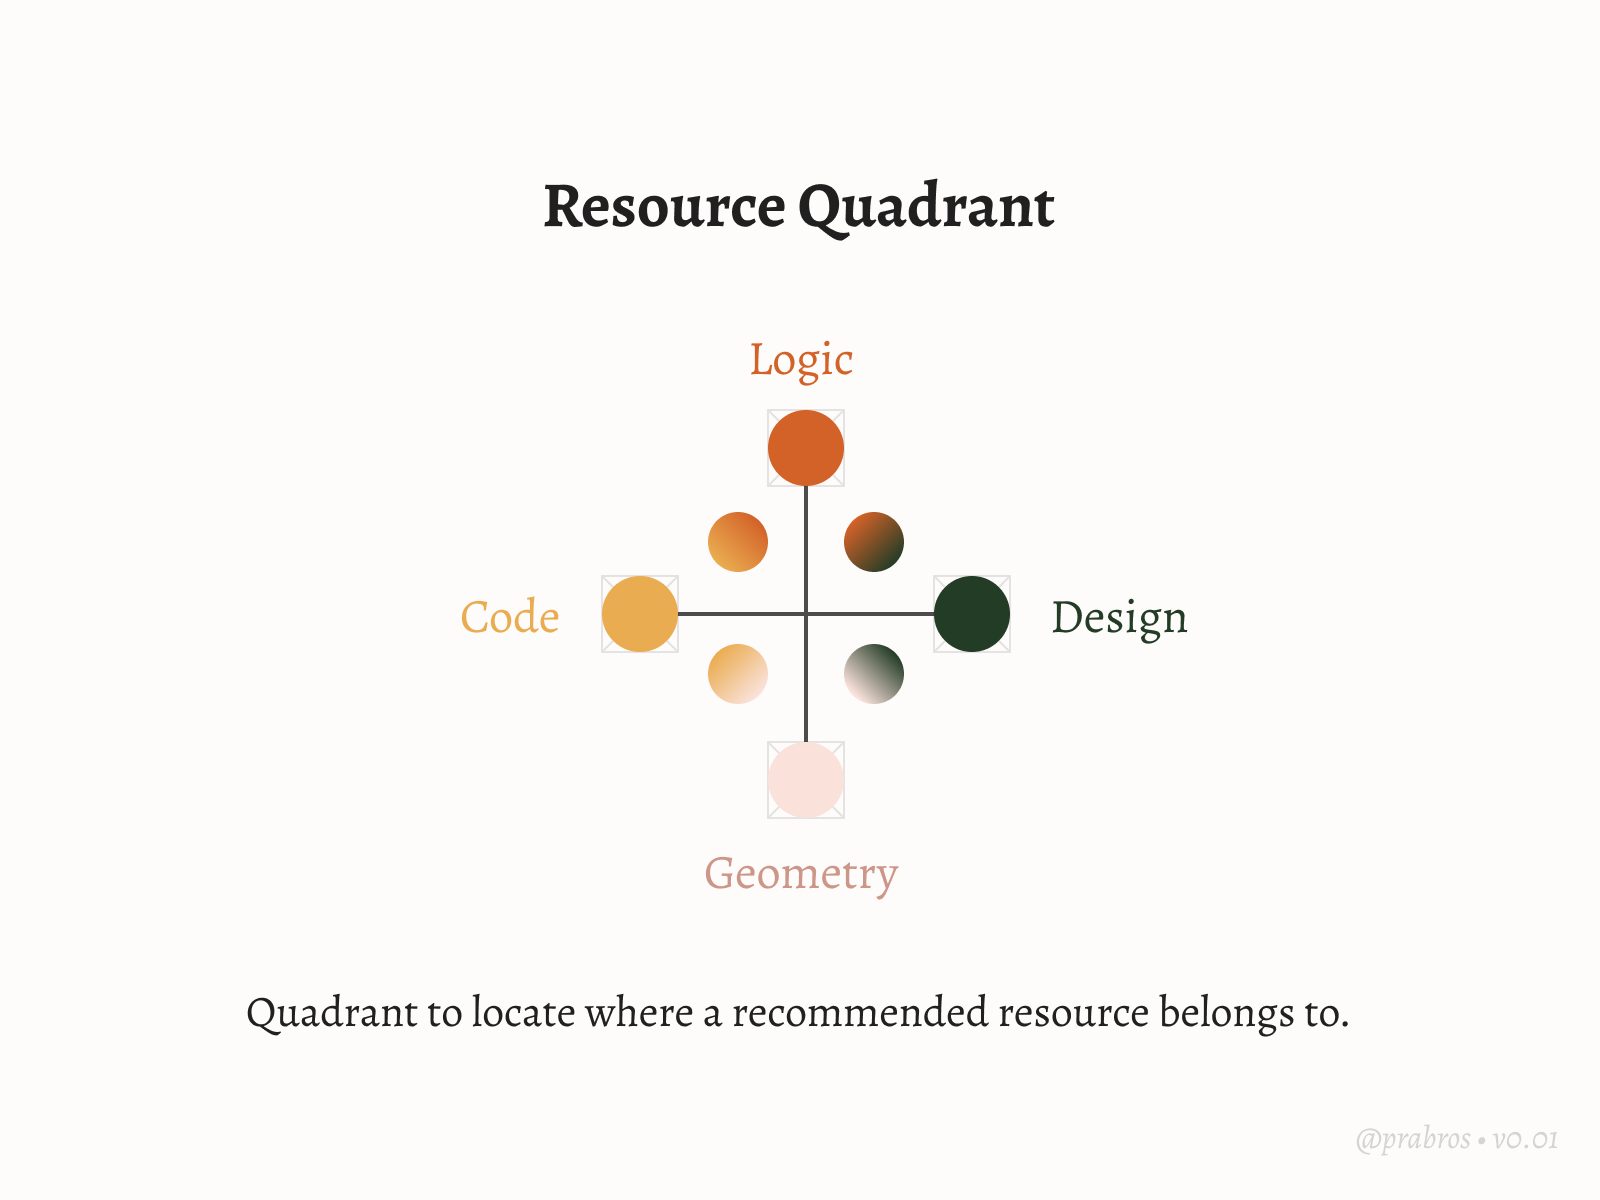 Resource Quadrant
Logic
Code
Design
Geometry
Quadrant to locate where a recommended resource belongs to.
@prabros • v0.01